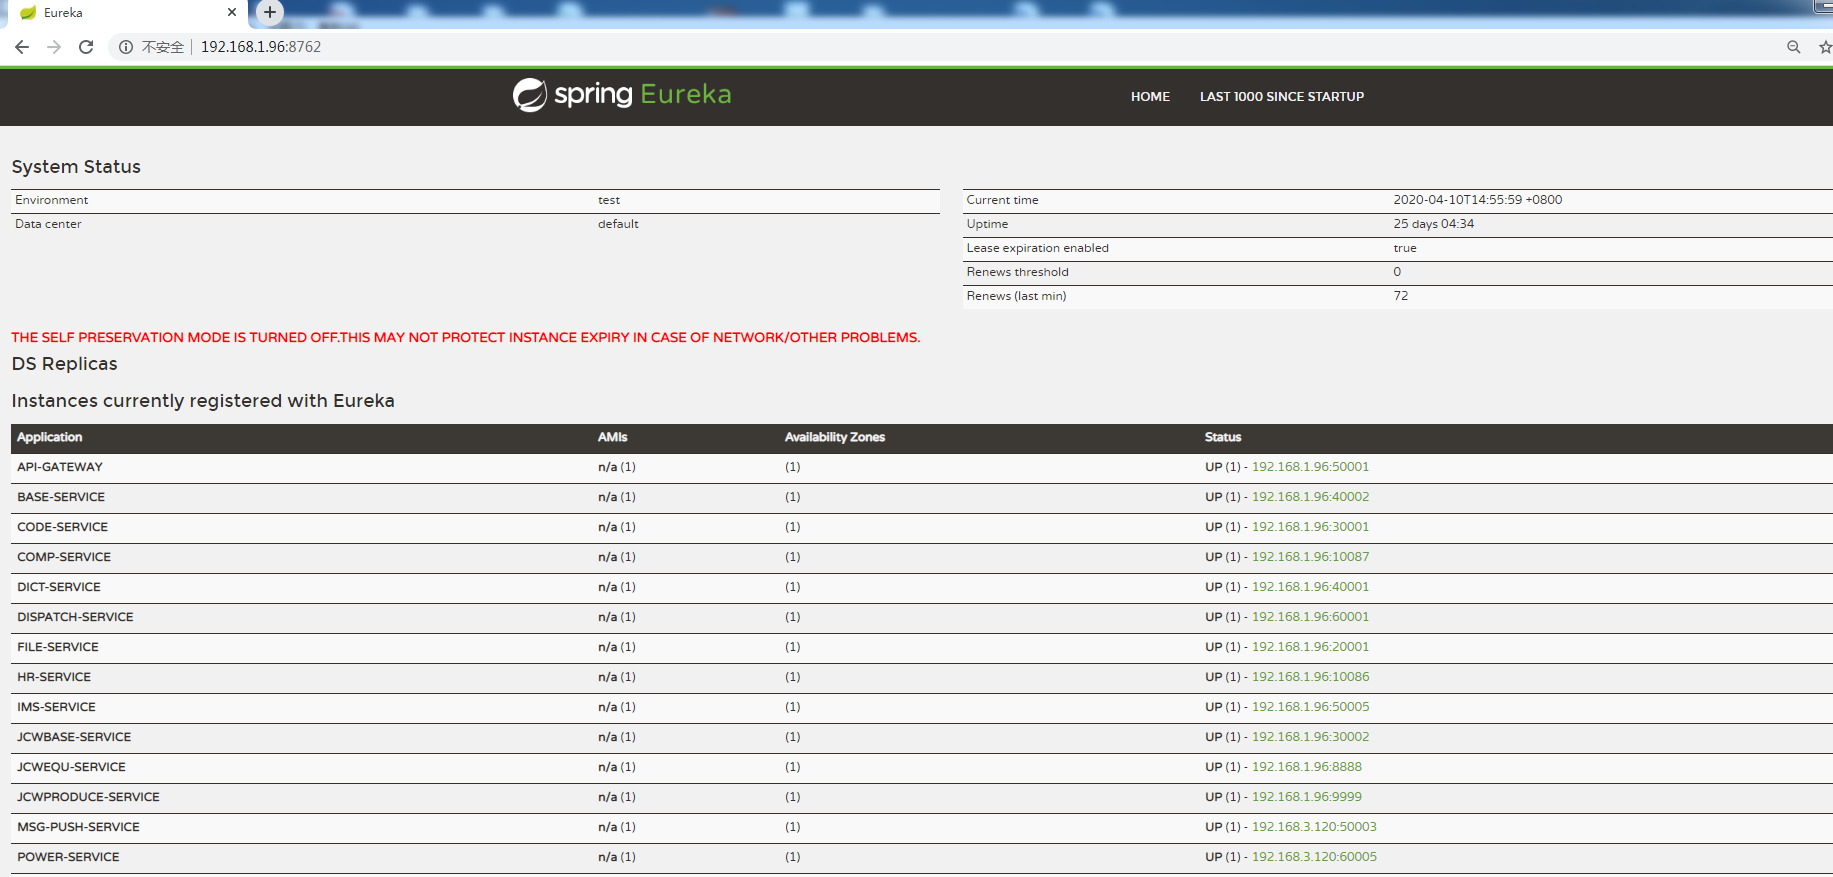 Eureka
不安全 192.168.1.96:8762
spring Eureka HOME LAST 1000 SINCE STARTUP
System Status
Environment test
Data center default
Current time 2020-04-10T14:55:59 +0800
Uptime 25 days 04:34
Lease expiration enabled true
Renews threshold 0
Renews (last min) 72
THE SELF PRESERVATION MODE IS TURNED OFF.THIS MAY NOT PROTECT INSTANCE EXPIRY IN CASE OF NETWORK/OTHER PROBLEMS.
DS Replicas
Instances currently registered with Eureka
Application AMIs Availability Zones Status
API-GATEWAY n/a (1) (1) UP (1) - 192.168.1.96:50001
BASE-SERVICE n/a (1) (1) UP (1) - 192.168.1.96:40002
CODE-SERVICE n/a (1) (1) UP (1) - 192.168.1.96:30001
COMP-SERVICE n/a (1) (1) UP (1) - 192.168.1.96:10087
DICT-SERVICE n/a (1) (1) UP (1) - 192.168.1.96:40001
DISPATCH-SERVICE n/a (1) (1) UP (1) - 192.168.1.96:60001
FILE-SERVICE n/a (1) (1) UP (1) - 192.168.1.96:20001
HR-SERVICE n/a (1) (1) UP (1) - 192.168.1.96:10086
IMS-SERVICE n/a (1) (1) UP (1) - 192.168.1.96:50005
JCWBASE-SERVICE n/a (1) (1) UP (1) - 192.168.1.96:30002
JCWEQU-SERVICE n/a (1) (1) UP (1) - 192.168.1.96:8888
JCWPRODUCE-SERVICE n/a (1) (1) UP (1) - 192.168.1.96:9999
MSG-PUSH-SERVICE n/a (1) (1) UP (1) - 192.168.3.120:50003
POWER-SERVICE n/a (1) (1) UP (1) - 192.168.3.120:60005